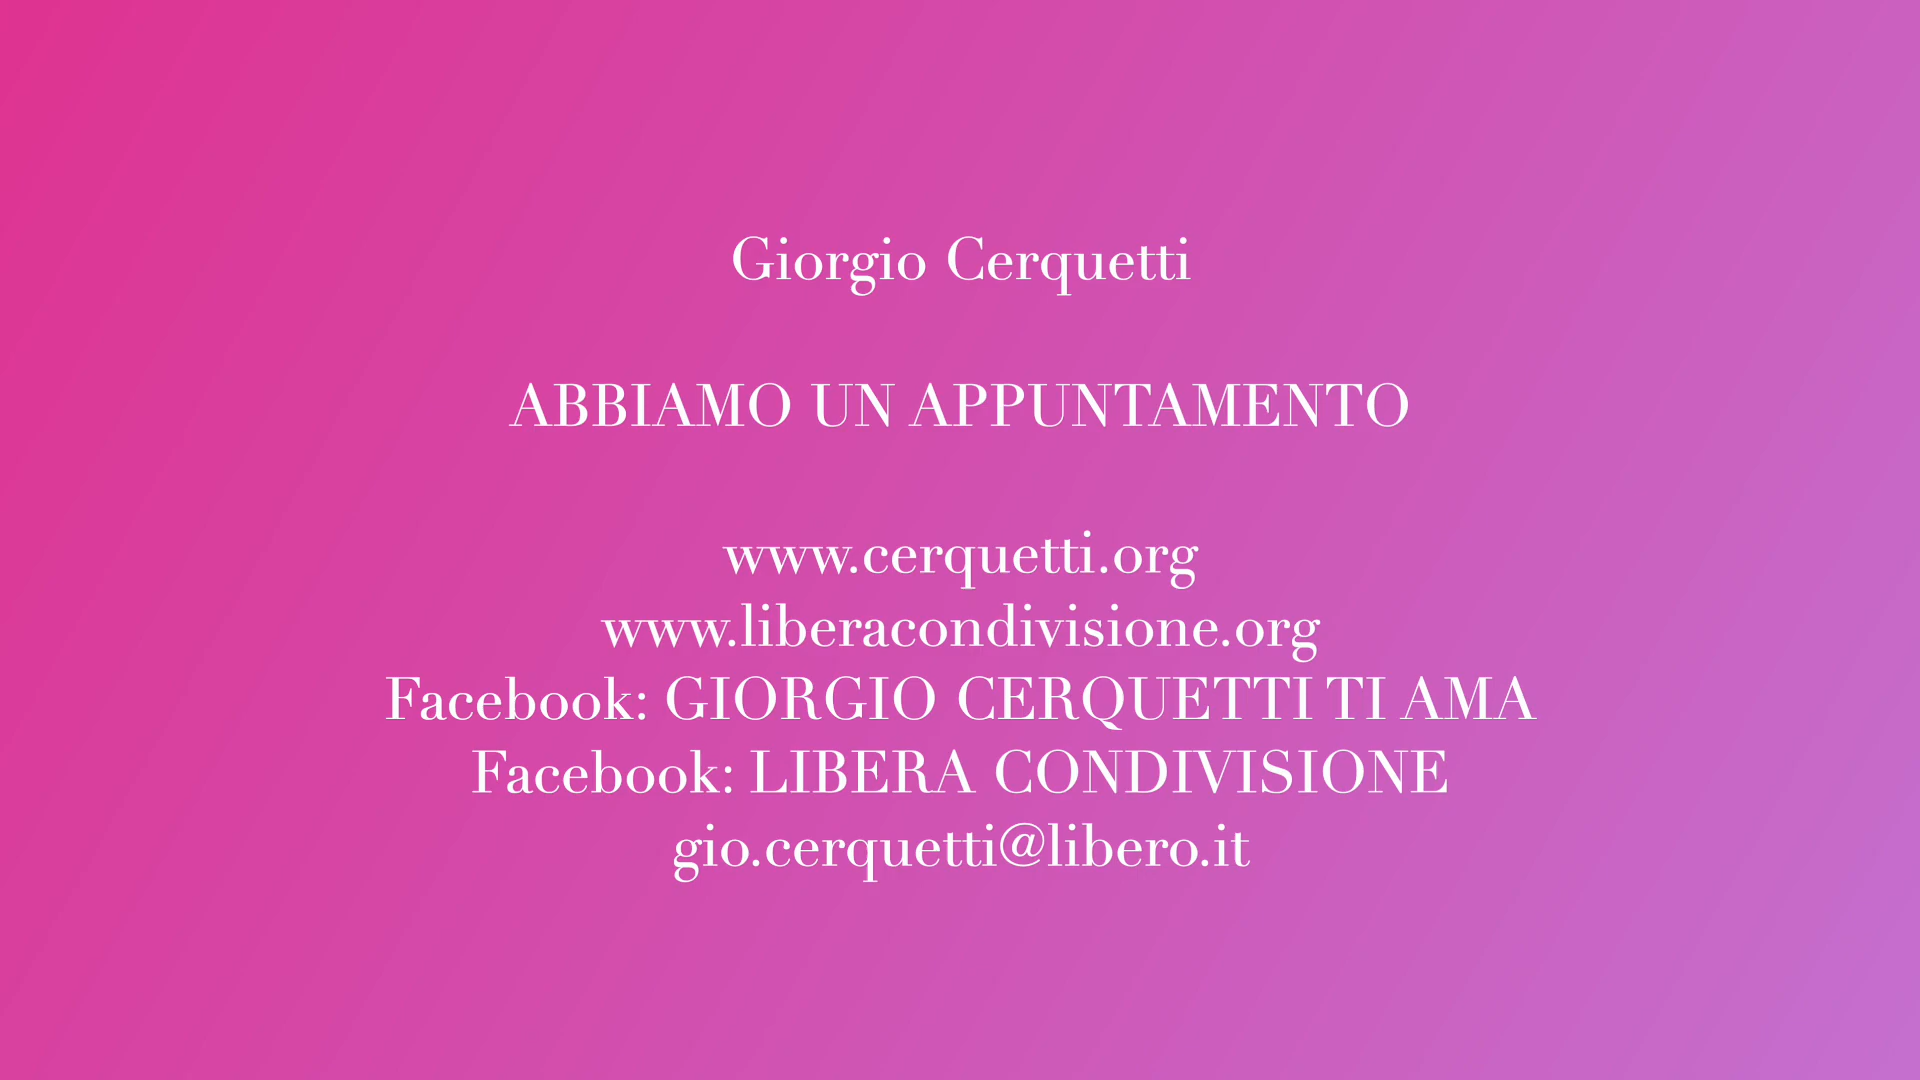 Giorgio Cerquetti
ABBIAMO UN APPUNTAMENTO
www.cerquetti.org
www.liberacondivisione.org
Facebook: GIORGIO CERQUETTI TI AMA
Facebook: LIBERA CONDIVISIONE
gio.cerquetti@libero.it